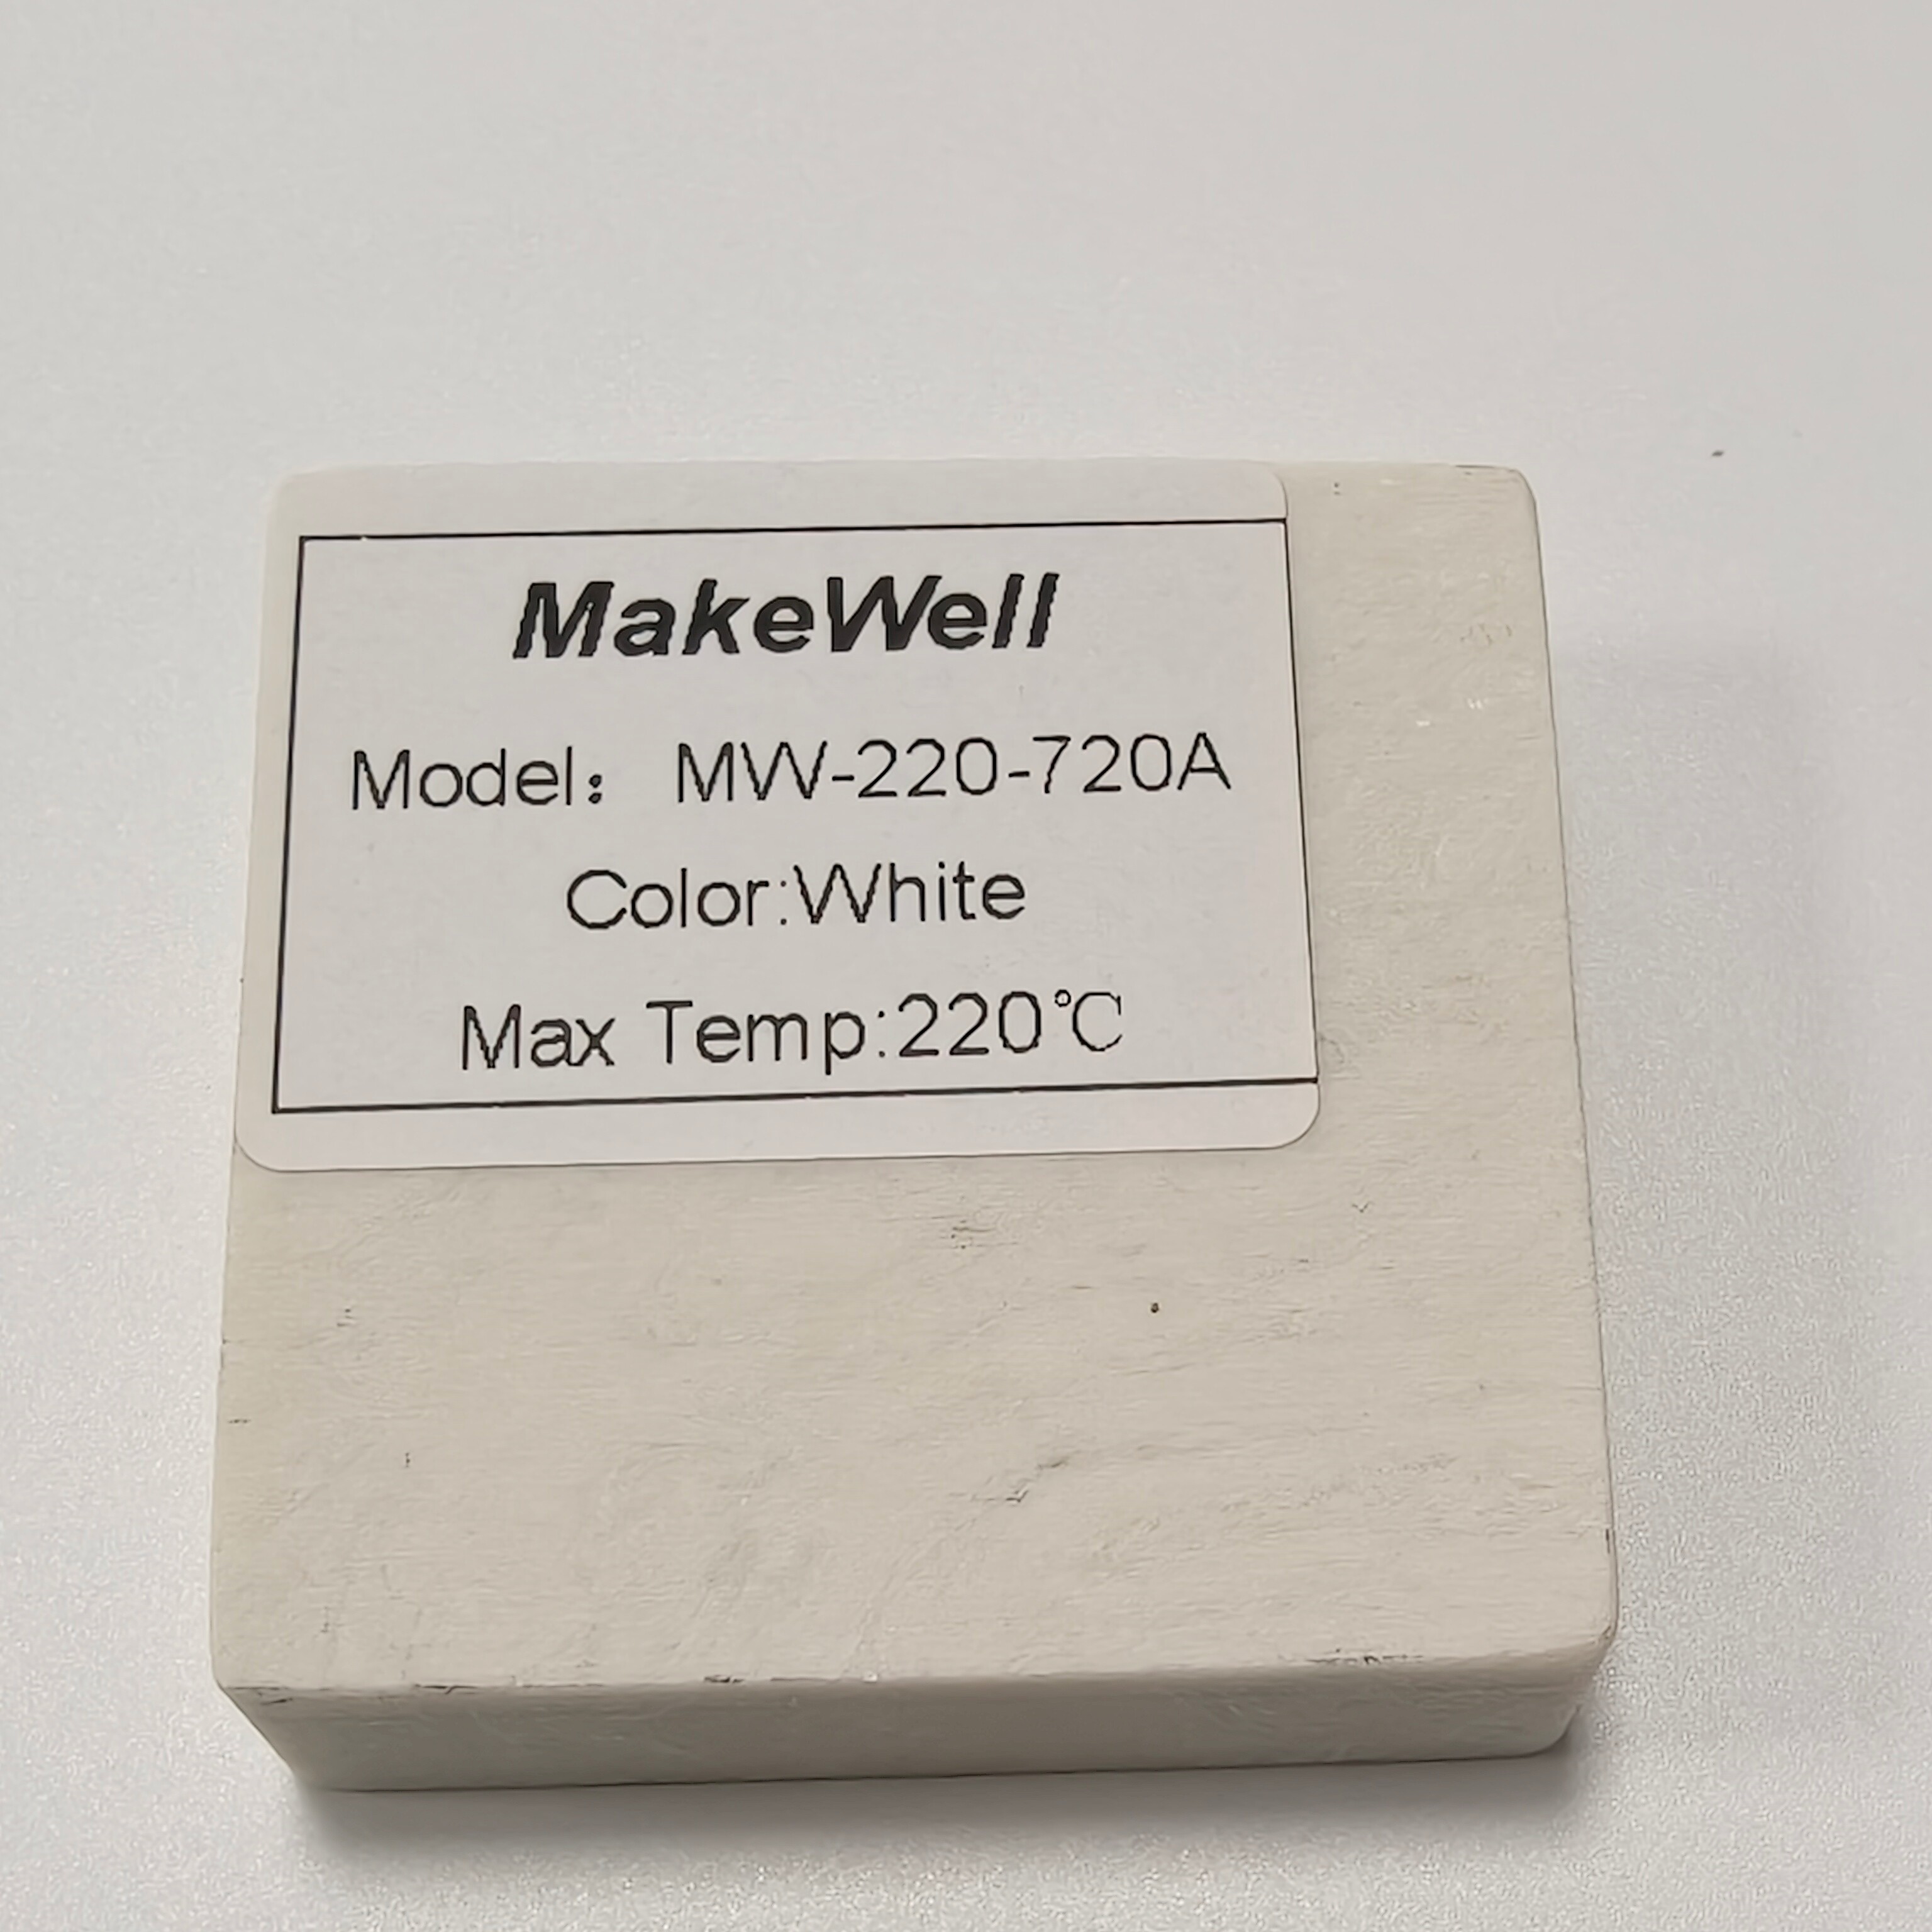 MakeWell
Model： MW-220-720A
Color:White
Max Temp:220℃